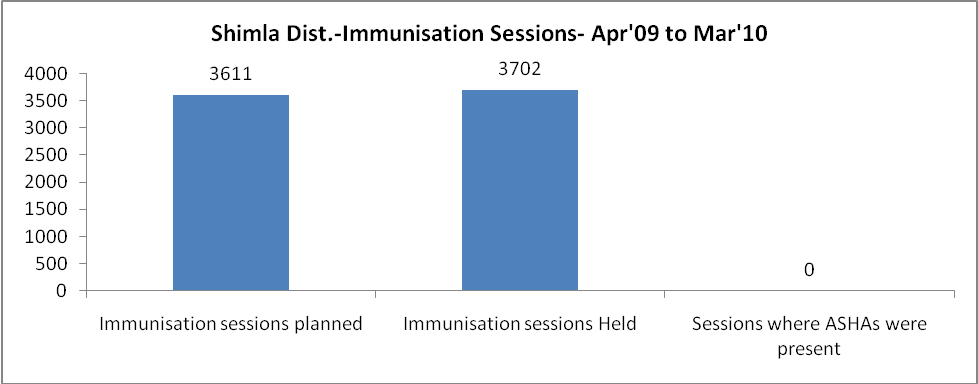 Shimla Dist.-Immunisation Sessions- Apr'09 to Mar'10
4000
3500
3000
2500
2000
1500
1000
500
0
3611
3702
0
Immunisation sessions planned
Immunisation sessions Held
Sessions where ASHAs were
present